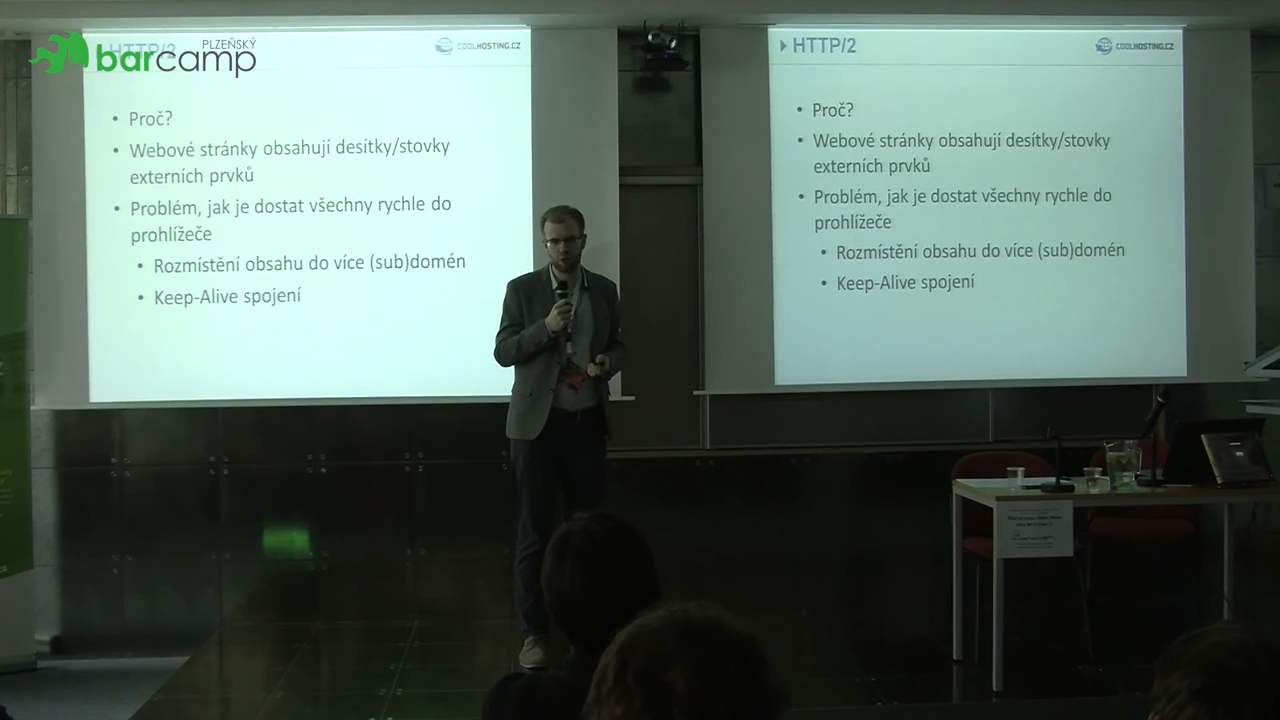 PLZEŇSKÝ
barcamp
HTTP/2
COOLHOSTING.CZ
• Proč?
• Webové stránky obsahují desítky/stovky
externích prvků
• Problém, jak je dostat všechny rychle do
prohlížeče
• Rozmístění obsahu do více (sub)domén
• Keep-Alive spojení
HTTP/2
COOLHOSTING.CZ
• Proč?
• Webové stránky obsahují desítky/stovky
externích prvků
• Problém, jak je dostat všechny rychle do
prohlížeče
• Rozmístění obsahu do více (sub)domén
• Keep-Alive spojení